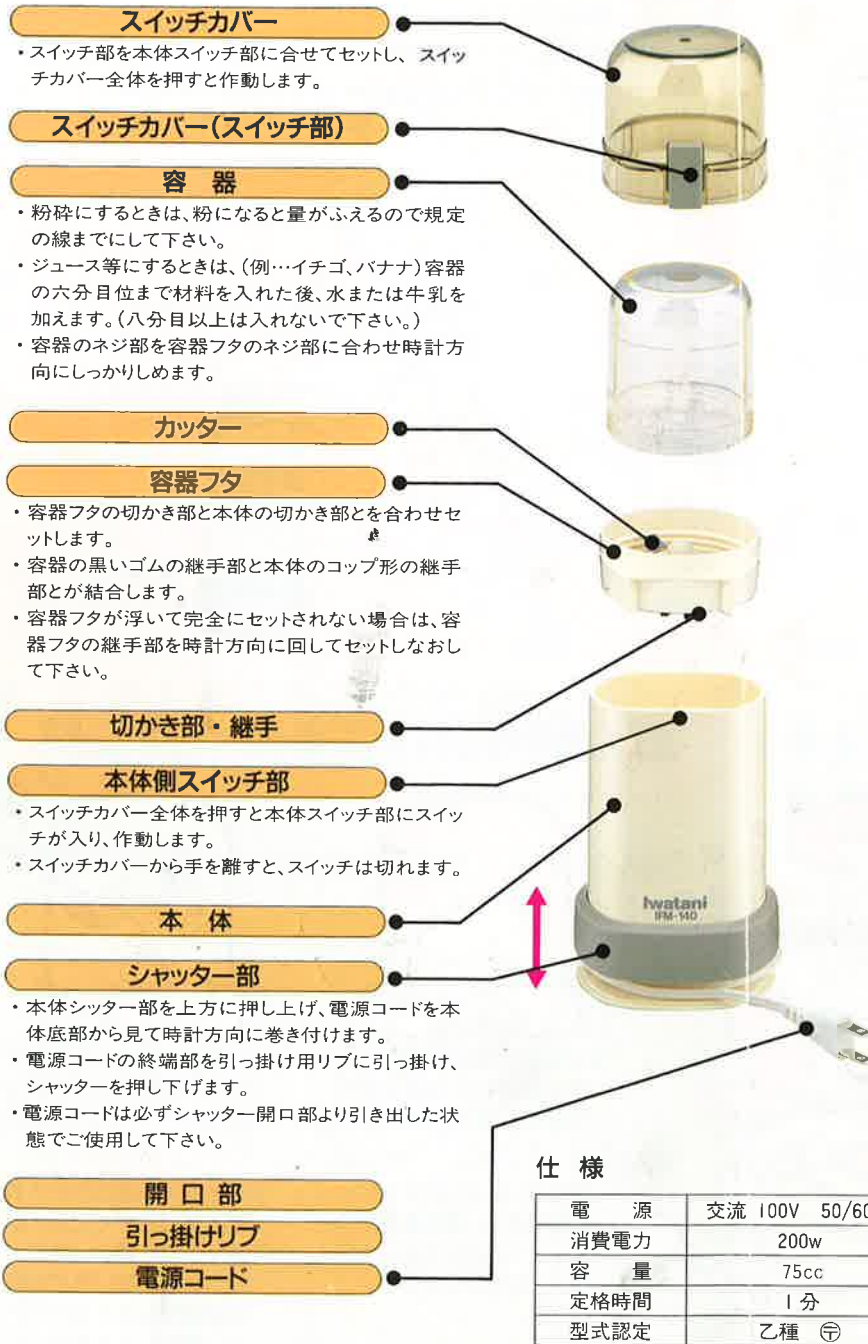 スイッチカバー
・スイッチ部を本体スイッチ部に合せてセットし、スイッ
チカバー全体を押すと作動します。
スイッチカバー(スイッチ部)
容 器
・粉砕にするときは、粉になると量がふえるので規定
の線までにして下さい。
・ジュース等にするときは、(例…イチゴ、バナナ)容器
の六分目位まで材料を入れた後、水または牛乳を
加えます。(八分目以上は入れないで下さい。)
・容器のネジ部を容器フタのネジ部に合わせ時計方
向にしっかりしめます。
カッター
容器フタ
・容器フタの切かき部と本体の切かき部とを合わせセ
ットします。
・容器の黒いゴムの継手部と本体のコップ形の継手
部とが結合します。
・容器フタが浮いて完全にセットされない場合は、容
器フタの継手部を時計方向に回してセットしなおし
て下さい。
切かき部・継手
本体側スイッチ部
・スイッチカバー全体を押すと本体スイッチ部にスイッ
チが入り、作動します。
・スイッチカバーから手を離すと、スイッチは切れます。
本 体
Iwatani
IFM-140
シャッター部
・本体シッター部を上方に押し上げ、電源コードを本
体底部から見て時計方向に巻き付けます。
・電源コードの終端部を引っ掛け用リブに引っ掛け、
シャッターを押し下げます。
・電源コードは必ずシャッター開口部より引き出した状
態でご使用して下さい。
開 口 部
引っ掛けリブ
電源コード
仕 様
電 源 交流 100V 50/60
消費電力 200w
容 量 75cc
定格時間 1分
型式認定 乙種 〶